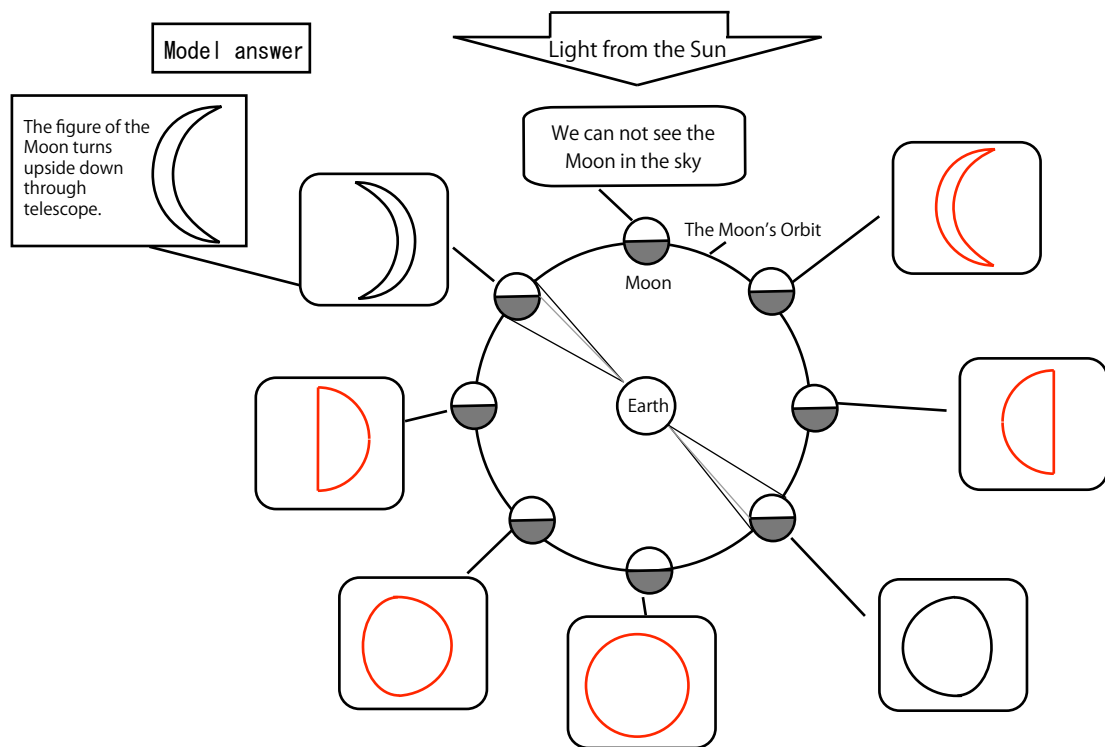 Model answer
Light from the Sun
The figure of the
Moon turns
upside down
through
telescope.
We can not see the
Moon in the sky
The Moon's Orbit
Moon
Earth